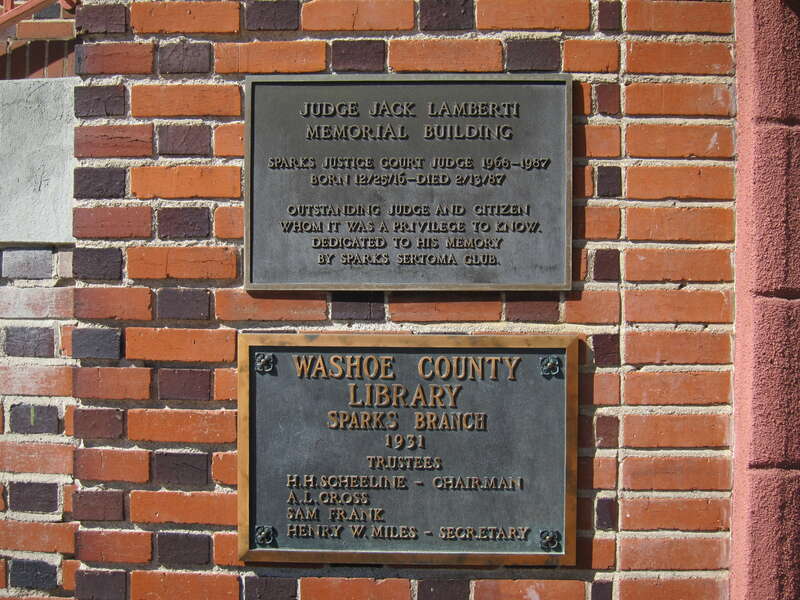 JUDGE JACK LAMBERTI
MEMORIAL BUILDING
SPARKS JUSTICE COURT JUDGE 1966-1987
BORN 12/25/16-DIED 2/13/87
OUTSTANDING JUDGE AND CITIZEN
WHOM IT WAS A PRIVILEGE TO KNOW.
DEDICATED TO HIS MEMORY
BY SPARKS SERTOMA CLUB.
WASHOE COUNTY
LIBRARY
SPARKS BRANCH
1931
TRUSTEES
H.H. SCHEELINE - CHAIRMAN
A.L. CROSS
SAM FRANK
HENRY W. MILES - SECRETARY